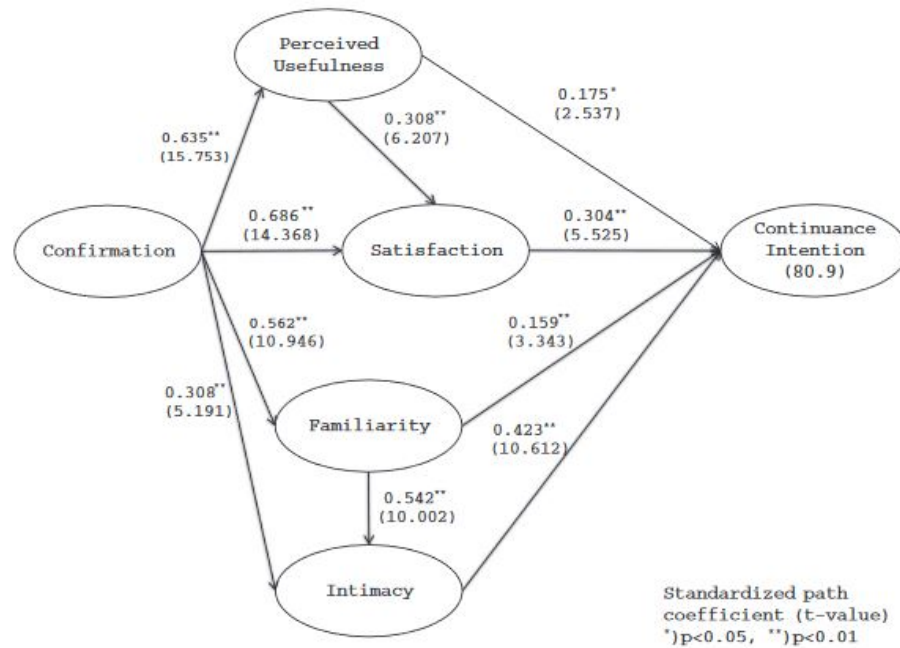 Perceived
Usefulness
0.175*
(2.537)
0.308**
(6.207)
0.635**
(15.753)
0.686**
(14.368)
0.304**
(5.525)
Confirmation
Satisfaction
Continuance
Intention
(80.9)
0.562**
(10.946)
0.159**
(3.343)
0.308**
(5.191)
Familiarity
0.423**
(10.612)
0.542**
(10.002)
Intimacy
Standardized path
coefficient (t-value)
*)p<0.05, **)p<0.01